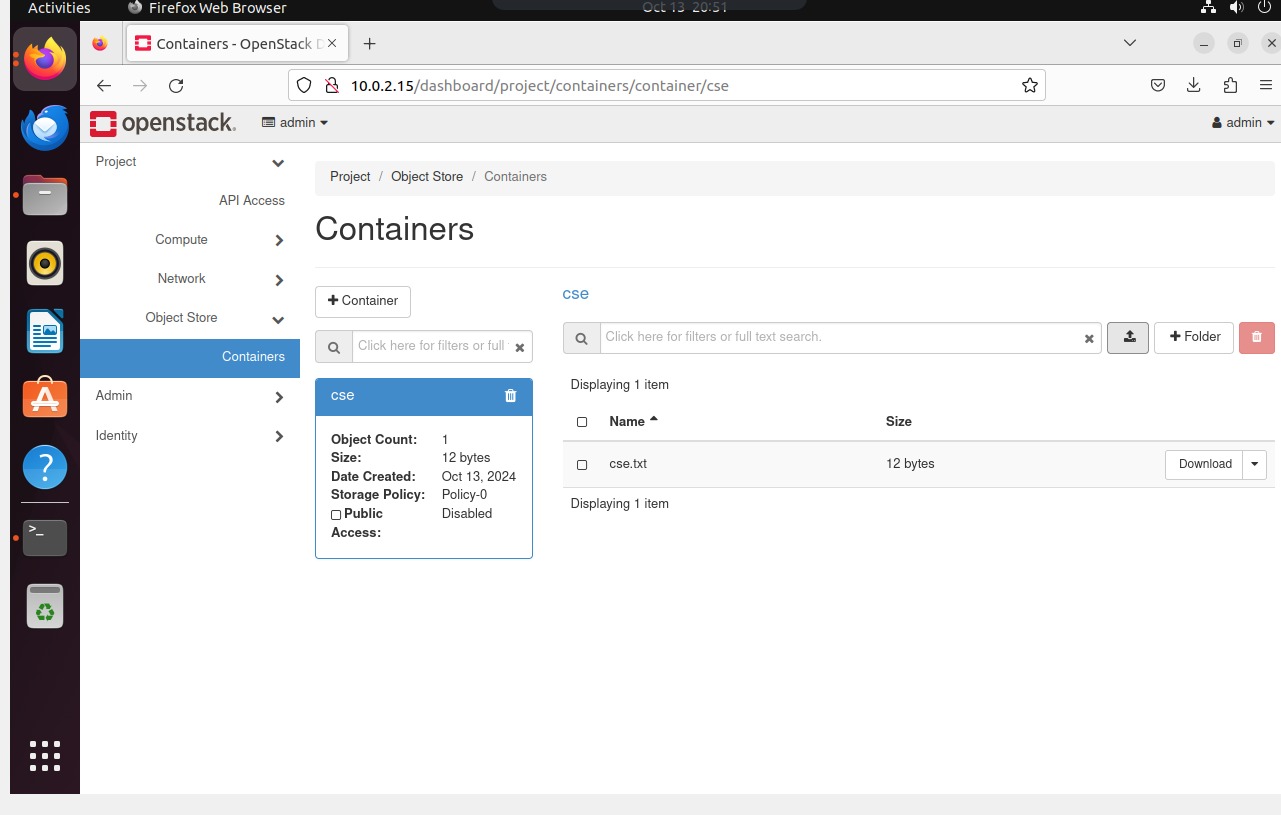 Activities Firefox Web Browser Oct 13 20:51
Containers - OpenStack D
10.0.2.15/dashboard/project/containers/container/cse
openstack. admin admin
Project
API Access
Compute
Network
Object Store
Containers
Admin
Identity
Project / Object Store / Containers
Containers
+ Container
Click here for filters or full
cse
Object Count: 1
Size: 12 bytes
Date Created: Oct 13, 2024
Storage Policy: Policy-0
Public Disabled
Access:
cse
Click here for filters or full text search.
+ Folder
Displaying 1 item
Name Size
cse.txt 12 bytes Download
Displaying 1 item